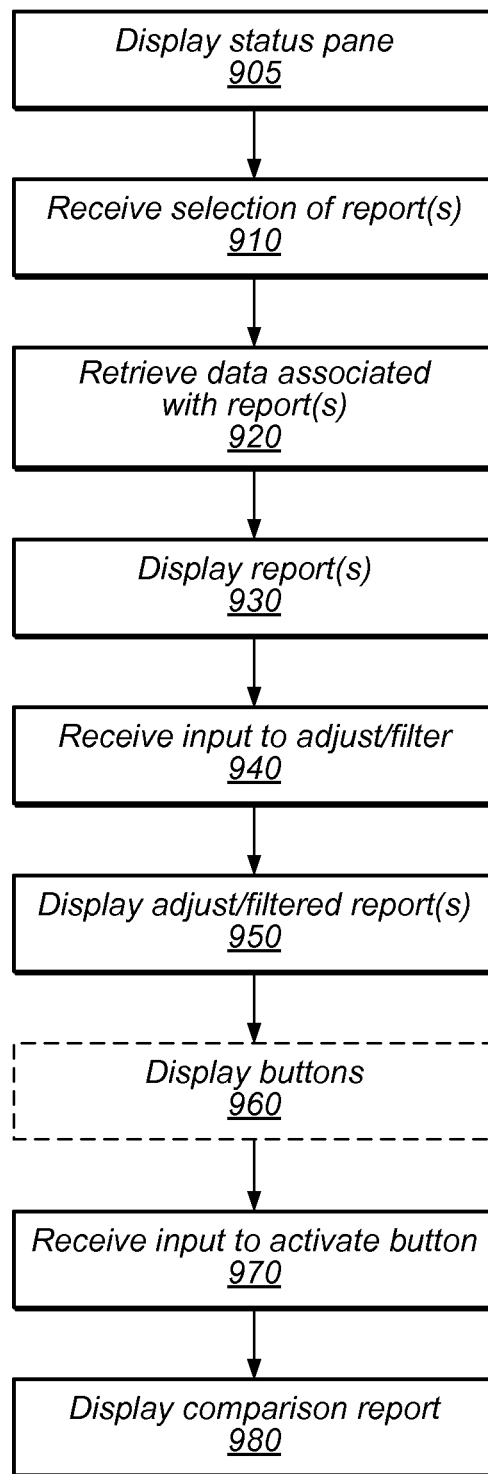 Display status pane
905
Receive selection of report(s)
910
Retrieve data associated
with report(s)
920
Display report(s)
930
Receive input to adjust/filter
940
Display adjust/filtered report(s)
950
Display buttons
960
Receive input to activate button
970
Display comparison report
980